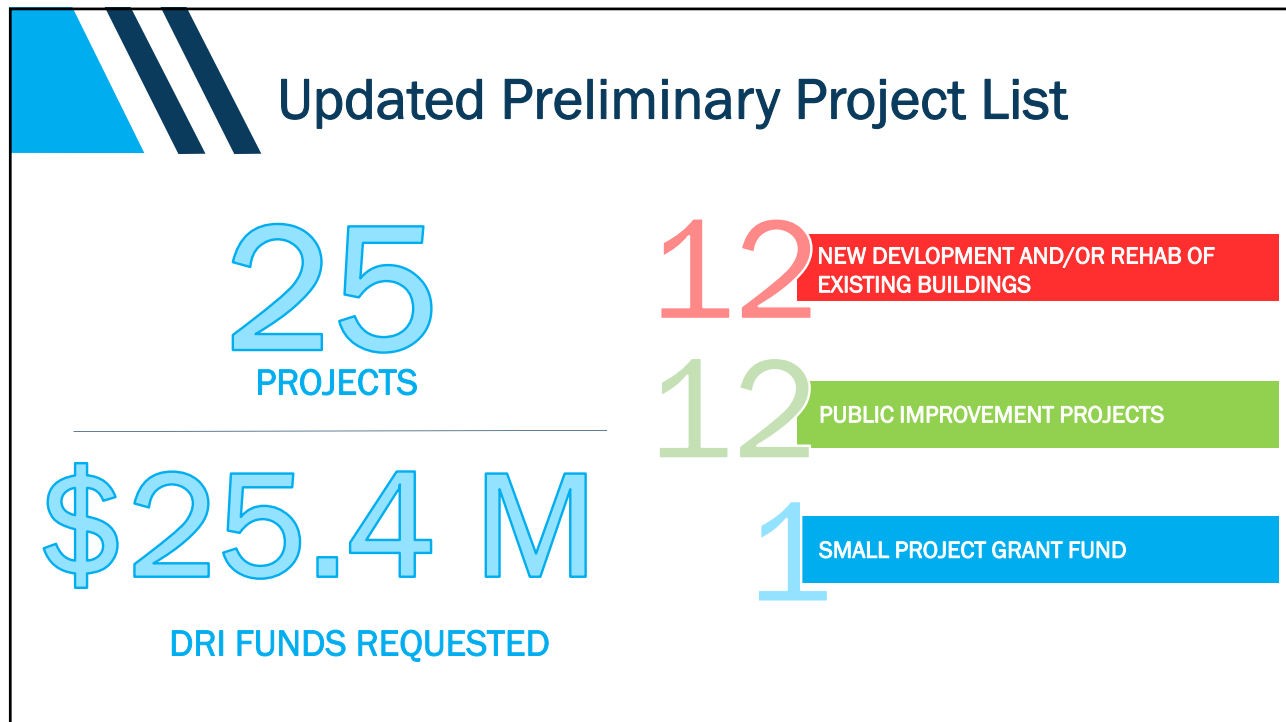 Updated Preliminary Project List
25
PROJECTS
$25.4 M
DRI FUNDS REQUESTED
12
NEW DEVLOPMENT AND/OR REHAB OF
EXISTING BUILDINGS
12
PUBLIC IMPROVEMENT PROJECTS
1
SMALL PROJECT GRANT FUND